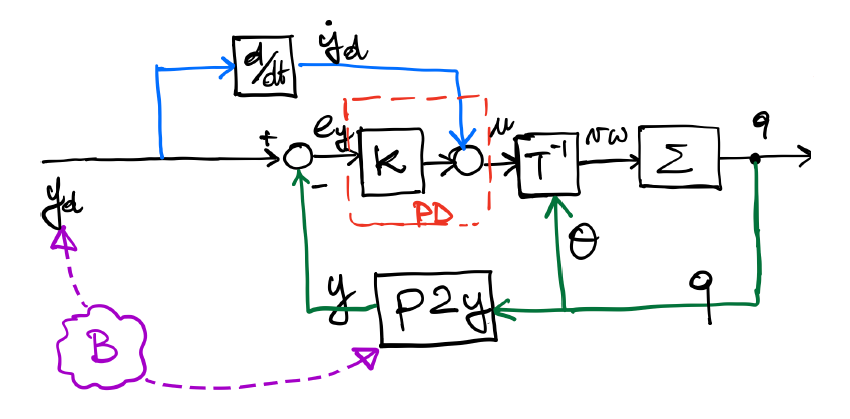 d/dt
ẏd
+
ey
K
u
T⁻¹
vω
Σ
q
yd
-
PD
θ
y
P2y
q
B